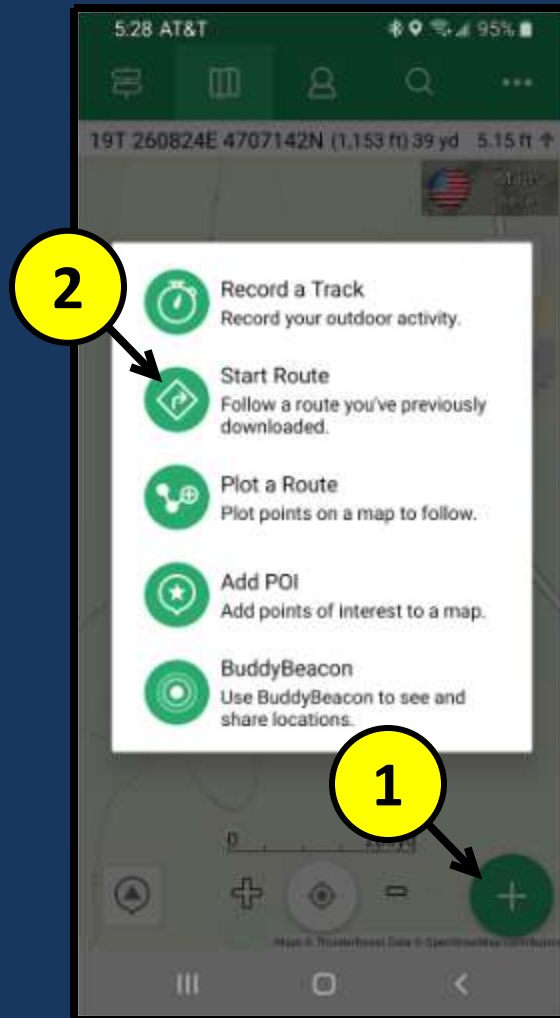 5:28 AT&T 95%
19T 260824E 4707142N (1,153 ft) 39 yd 5.15 ft ↑
2
Record a Track
Record your outdoor activity.
Start Route
Follow a route you've previously
downloaded.
Plot a Route
Plot points on a map to follow.
Add POI
Add points of interest to a map.
BuddyBeacon
Use BuddyBeacon to see and
share locations.
1
0